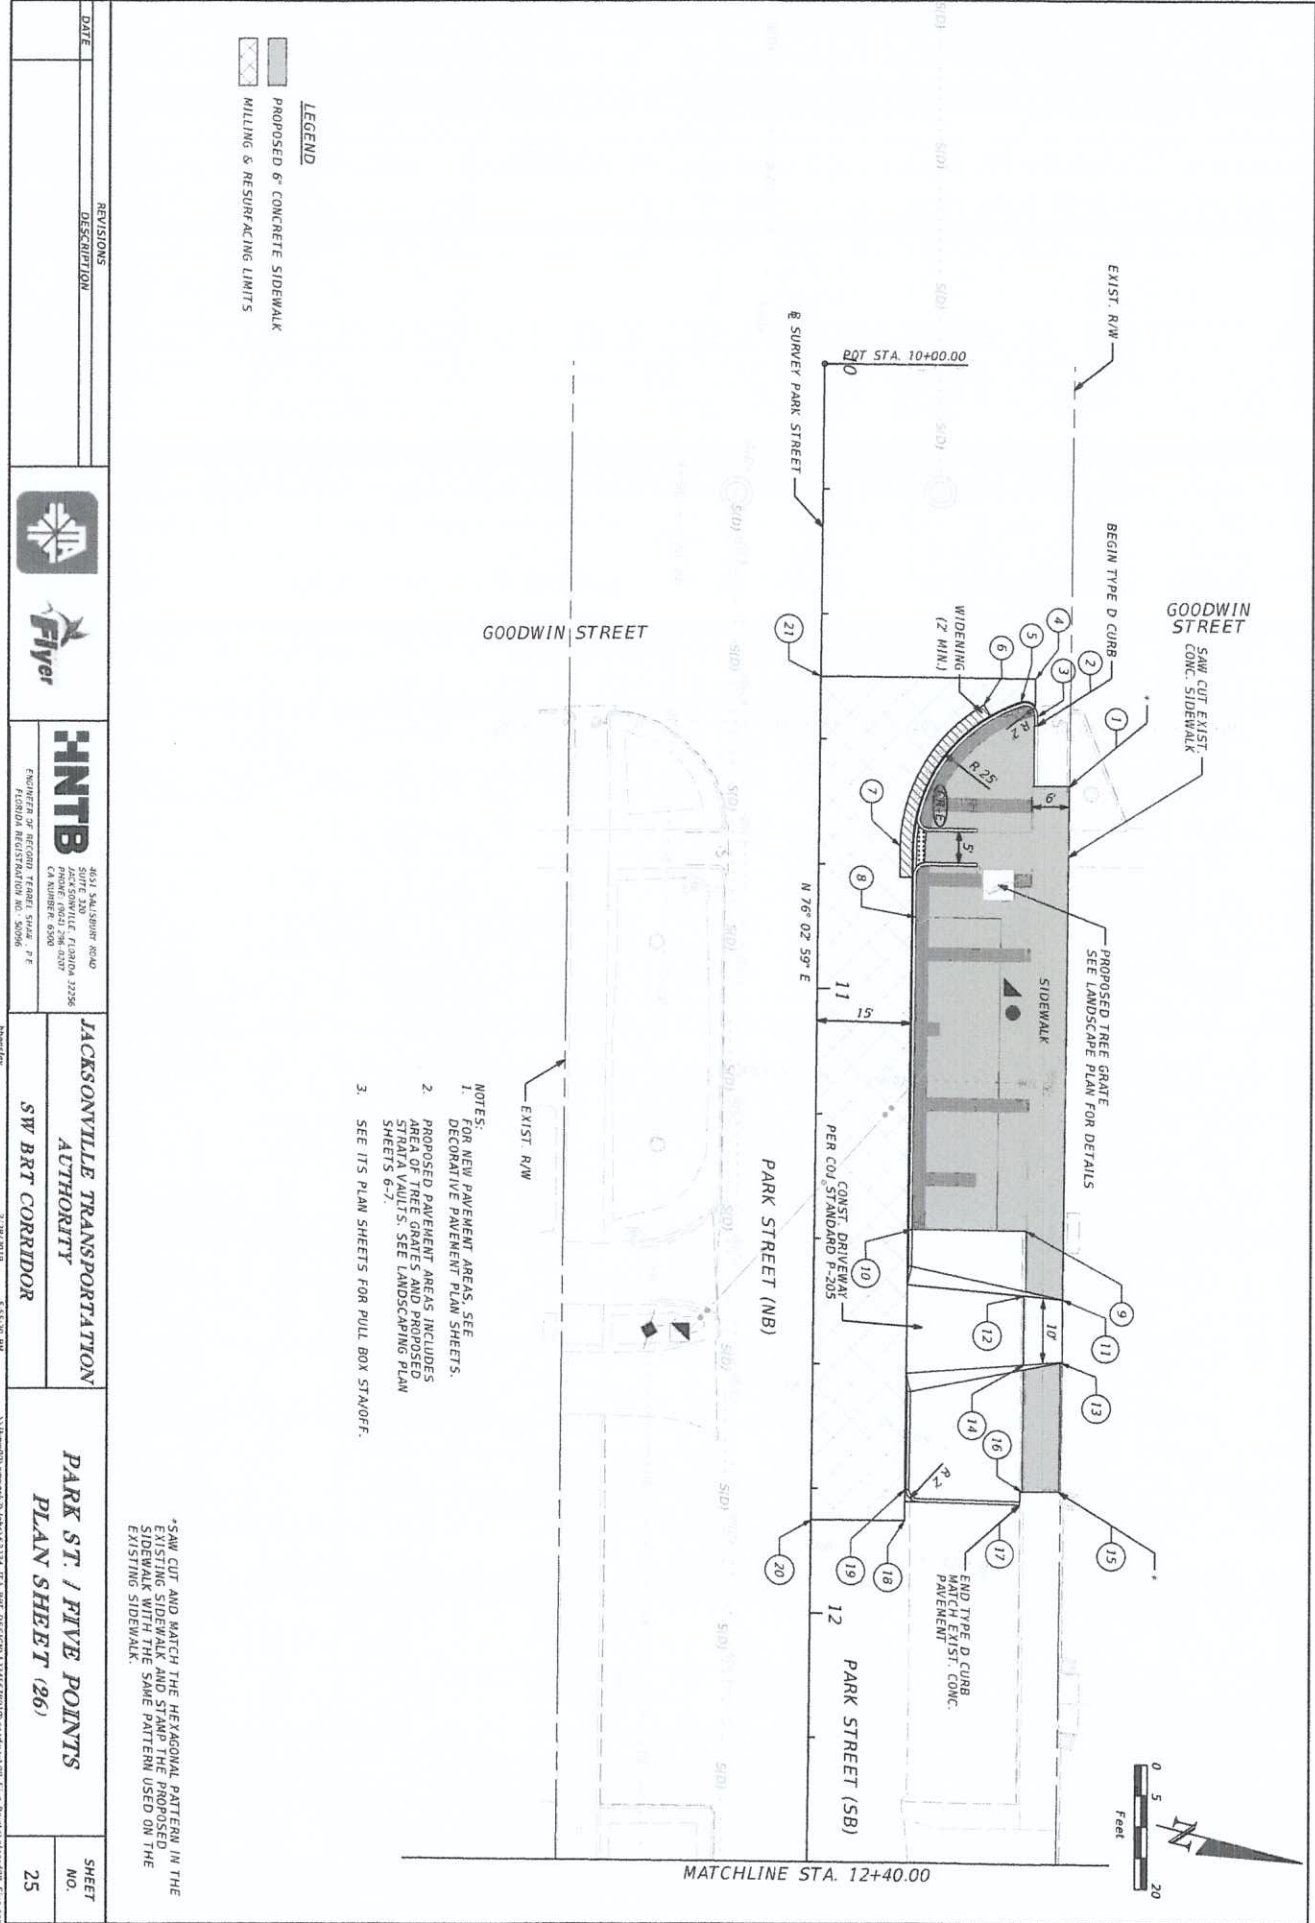 GOODWIN
STREET
SAW CUT EXIST.
CONC. SIDEWALK
EXIST. R/W
BEGIN TYPE D CURB
*
1
2
3
4
5
6
WIDENING
(2' MIN.)
21
7
8
R 2'
R 25'
6'
5'
PROPOSED TREE GRATE
SEE LANDSCAPE PLAN FOR DETAILS
SIDEWALK
POT STA. 10+00.00
10
℄ SURVEY PARK STREET
N 76° 02' 59" E
11
15'
PARK STREET (NB)
CONST. DRIVEWAY
PER COJ STANDARD P-205
9
10
11
12
10'
13
14
15
*
16
17
18
19
20
R 2'
END TYPE D CURB
MATCH EXIST. CONC.
PAVEMENT
12
PARK STREET (SB)
MATCHLINE STA. 12+40.00
0 5 20
Feet
N
GOODWIN STREET
EXIST. R/W
S(D)
S(D)
S(D)
S(D)
S(D)
S(D)
S(D)
S(D)
S(D)
S(D)
S(D)
S(D)
S(D)
S(D)
NOTES:
1. FOR NEW PAVEMENT AREAS, SEE
DECORATIVE PAVEMENT PLAN SHEETS.
2. PROPOSED PAVEMENT AREAS INCLUDES
AREA OF TREE GRATES AND PROPOSED
STRATA VAULTS. SEE LANDSCAPING PLAN
SHEETS 6-7.
3. SEE ITS PLAN SHEETS FOR PULL BOX STA/OFF.
LEGEND
PROPOSED 6" CONCRETE SIDEWALK
MILLING & RESURFACING LIMITS
*SAW CUT AND MATCH THE HEXAGONAL PATTERN IN THE
EXISTING SIDEWALK AND STAMP THE PROPOSED
SIDEWALK WITH THE SAME PATTERN USED ON THE
EXISTING SIDEWALK.
REVISIONS
DATE
DESCRIPTION
JTA
Flyer
HNTB
4651 SALISBURY ROAD
SUITE 320
JACKSONVILLE, FLORIDA 32256
PHONE: (904) 296-0207
CA NUMBER: 6500
ENGINEER OF RECORD: TERREL SHAW, P.E.
FLORIDA REGISTRATION NO.: 50096
JACKSONVILLE TRANSPORTATION
AUTHORITY
SW BRT CORRIDOR
PARK ST. / FIVE POINTS
PLAN SHEET (26)
SHEET
NO.
25